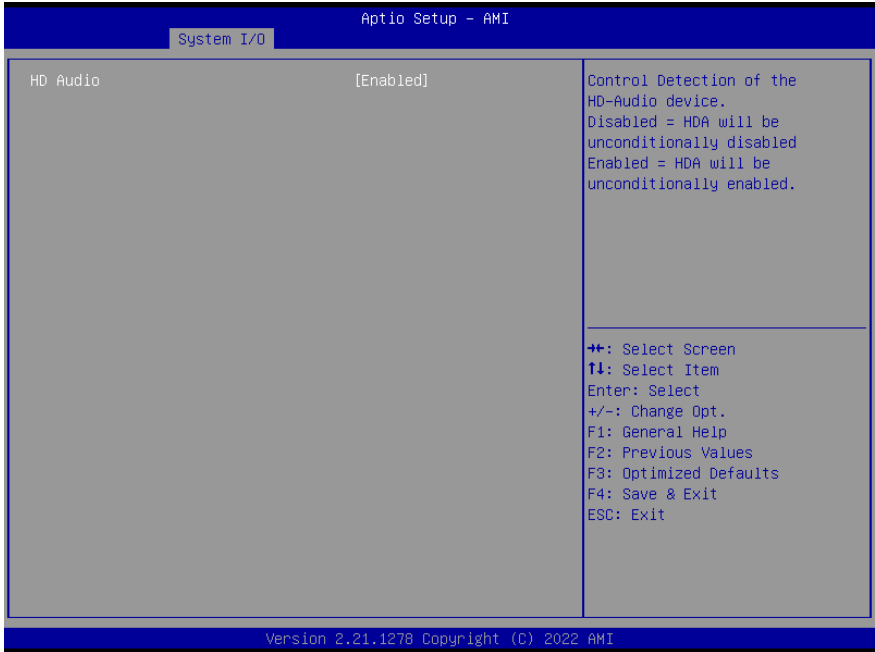 Aptio Setup – AMI
System I/O
HD Audio [Enabled]
Control Detection of the
HD-Audio device.
Disabled = HDA will be
unconditionally disabled
Enabled = HDA will be
unconditionally enabled.
→←: Select Screen
↑↓: Select Item
Enter: Select
+/-: Change Opt.
F1: General Help
F2: Previous Values
F3: Optimized Defaults
F4: Save & Exit
ESC: Exit
Version 2.21.1278 Copyright (C) 2022 AMI